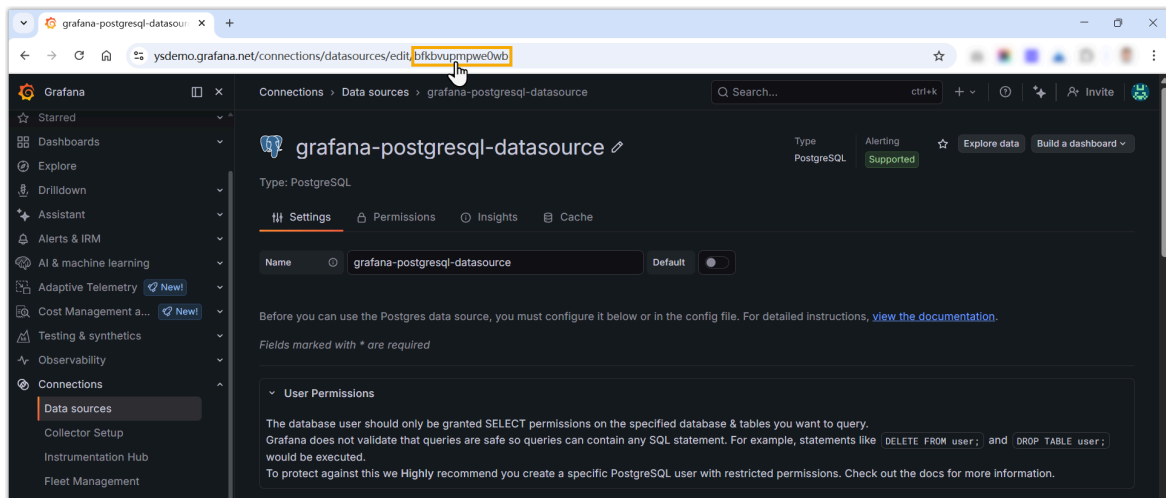 grafana-postgresql-datasour
ysdemo.grafana.net/connections/datasources/edit/bfkbvupmpwe0wb
Grafana
Connections > Data sources > grafana-postgresql-datasource
Search...
ctrl+k
Invite
Starred
Dashboards
Explore
Drilldown
Assistant
Alerts & IRM
AI & machine learning
Adaptive Telemetry New!
Cost Management a... New!
Testing & synthetics
Observability
Connections
Data sources
Collector Setup
Instrumentation Hub
Fleet Management
grafana-postgresql-datasource
Type
PostgreSQL
Alerting
Supported
Explore data
Build a dashboard
Type: PostgreSQL
Settings
Permissions
Insights
Cache
Name
grafana-postgresql-datasource
Default
Before you can use the Postgres data source, you must configure it below or in the config file. For detailed instructions, view the documentation.
Fields marked with * are required
User Permissions
The database user should only be granted SELECT permissions on the specified database & tables you want to query.
Grafana does not validate that queries are safe so queries can contain any SQL statement. For example, statements like DELETE FROM user; and DROP TABLE user;
would be executed.
To protect against this we Highly recommend you create a specific PostgreSQL user with restricted permissions. Check out the docs for more information.